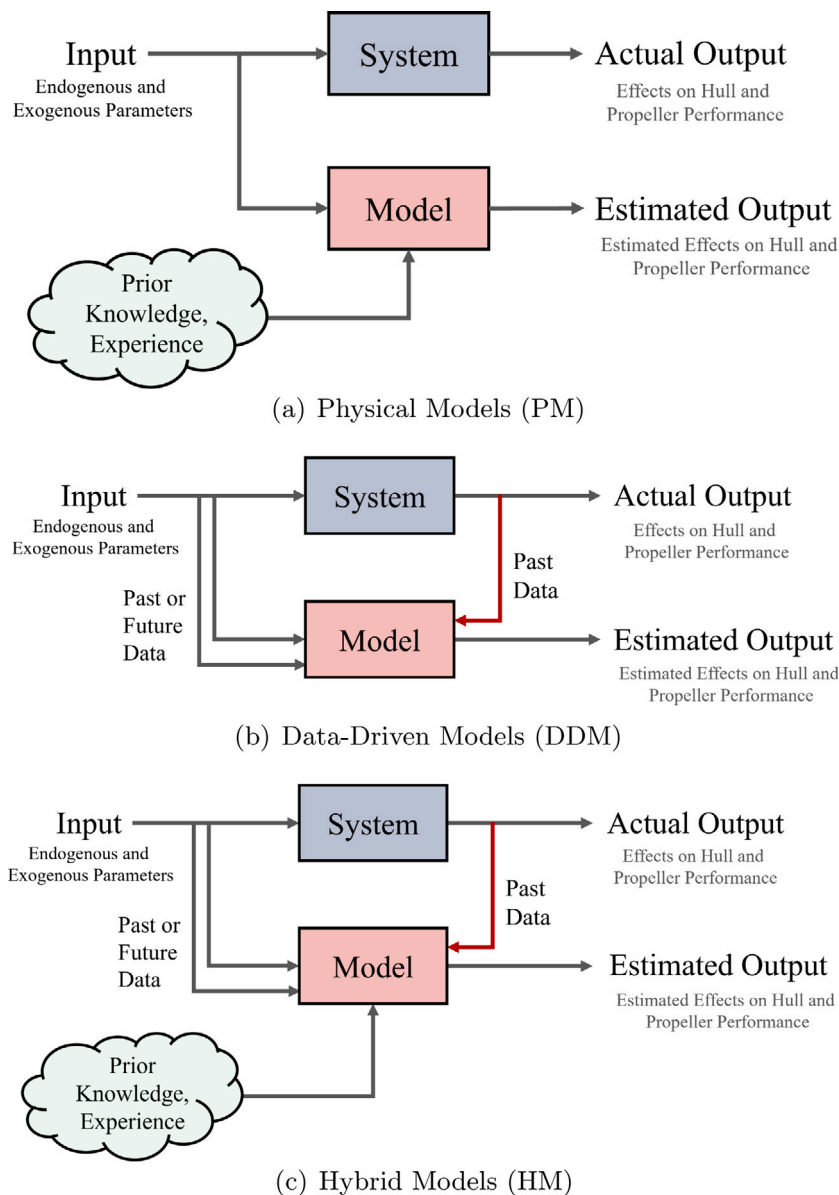 Input
Endogenous and
Exogenous Parameters
System
Actual Output
Effects on Hull and
Propeller Performance
Model
Estimated Output
Estimated Effects on Hull and
Propeller Performance
Prior
Knowledge,
Experience
(a) Physical Models (PM)
Input
Endogenous and
Exogenous Parameters
System
Actual Output
Effects on Hull and
Propeller Performance
Past
Data
Past or
Future
Data
Model
Estimated Output
Estimated Effects on Hull and
Propeller Performance
(b) Data-Driven Models (DDM)
Input
Endogenous and
Exogenous Parameters
System
Actual Output
Effects on Hull and
Propeller Performance
Past
Data
Past or
Future
Data
Model
Estimated Output
Estimated Effects on Hull and
Propeller Performance
Prior
Knowledge,
Experience
(c) Hybrid Models (HM)